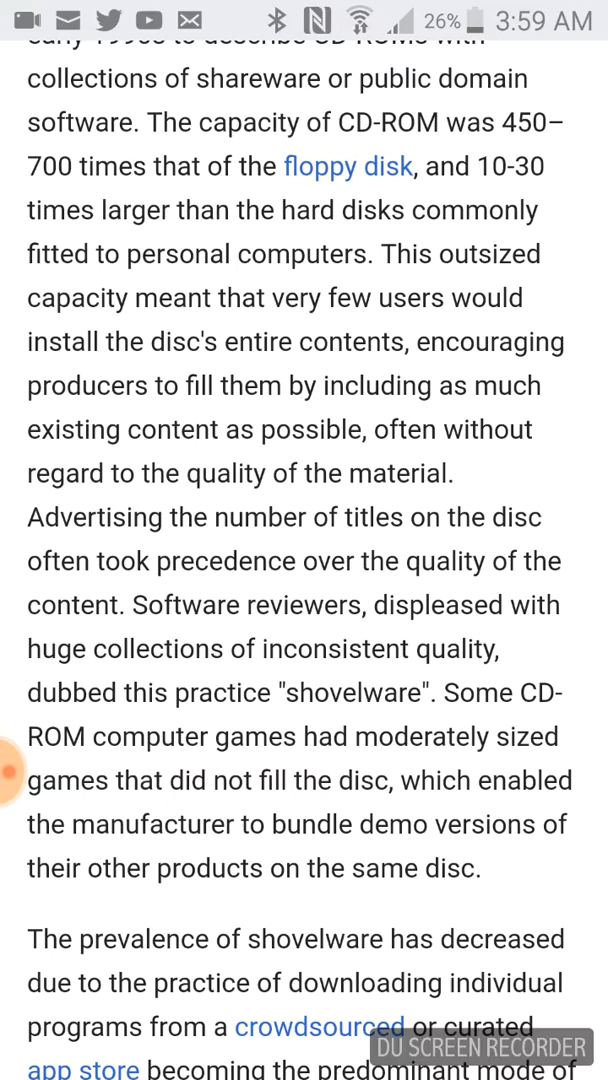 26% 3:59 AM
early 1990s to describe CD-ROMs with
collections of shareware or public domain
software. The capacity of CD-ROM was 450–
700 times that of the floppy disk, and 10-30
times larger than the hard disks commonly
fitted to personal computers. This outsized
capacity meant that very few users would
install the disc's entire contents, encouraging
producers to fill them by including as much
existing content as possible, often without
regard to the quality of the material.
Advertising the number of titles on the disc
often took precedence over the quality of the
content. Software reviewers, displeased with
huge collections of inconsistent quality,
dubbed this practice "shovelware". Some CD-
ROM computer games had moderately sized
games that did not fill the disc, which enabled
the manufacturer to bundle demo versions of
their other products on the same disc.
The prevalence of shovelware has decreased
due to the practice of downloading individual
programs from a crowdsourced or curated
DU SCREEN RECORDER
app store becoming the predominant mode of